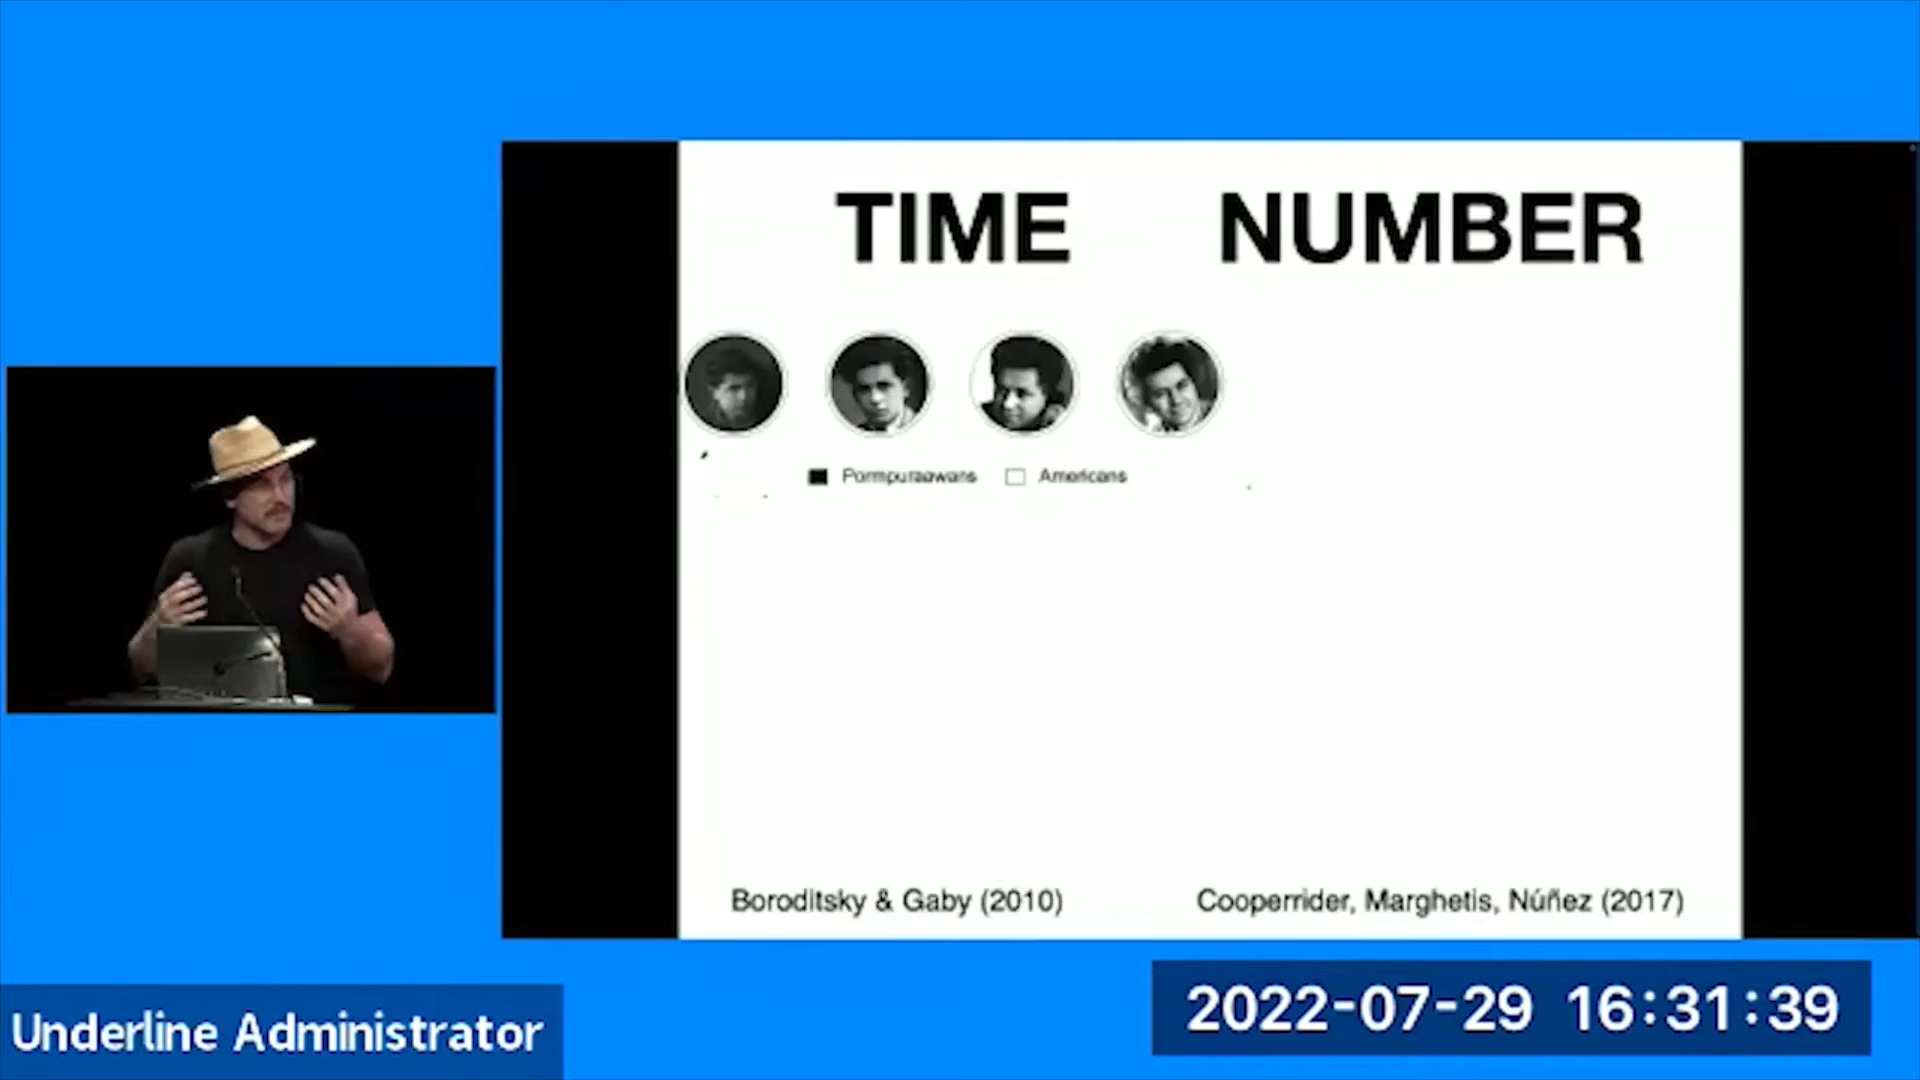 TIME NUMBER
Pormpuraawans Americans
Boroditsky & Gaby (2010) Cooperrider, Marghetis, Núñez (2017)
Underline Administrator
2022-07-29 16:31:39